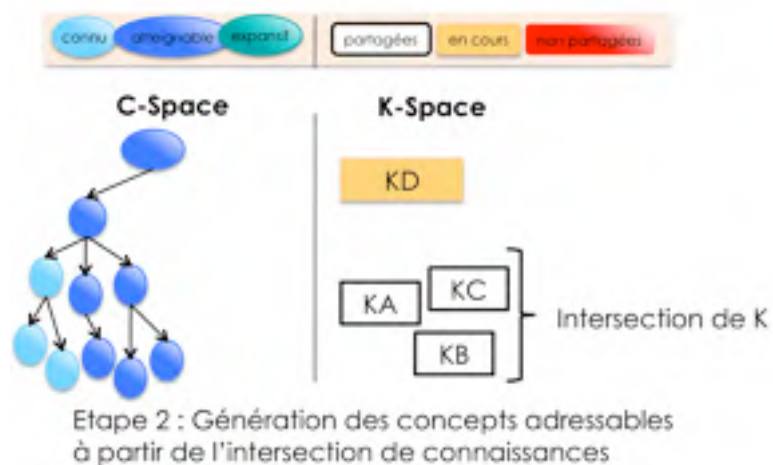 connu atteignable expansif partagées en cours non partagées
C-Space K-Space
KD
KA KC
KB
Intersection de K
Etape 2 : Génération des concepts adressables
à partir de l'intersection de connaissances